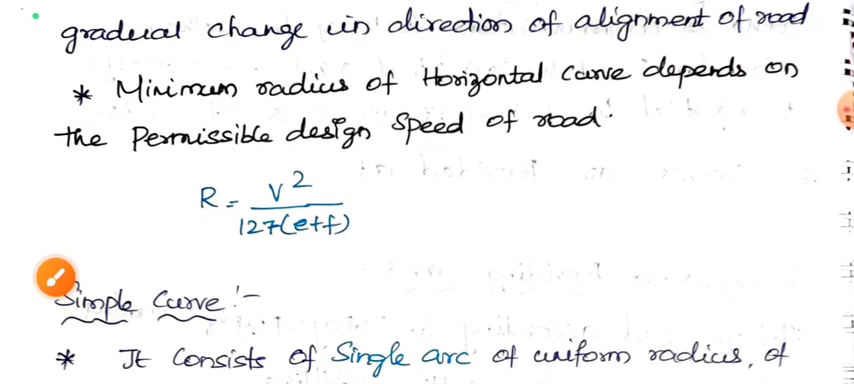 gradual change in direction of alignment of road
* Minimum radius of Horizontal Curve depends on
the Permissible design Speed of road.
R = V²/127(e+f)
Simple Curve :-
* It Consists of Single arc of uniform radius, of